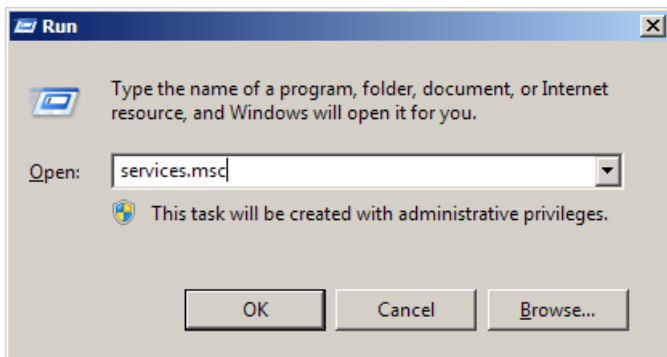 Run
Type the name of a program, folder, document, or Internet
resource, and Windows will open it for you.
Open: services.msc
This task will be created with administrative privileges.
OK Cancel Browse...